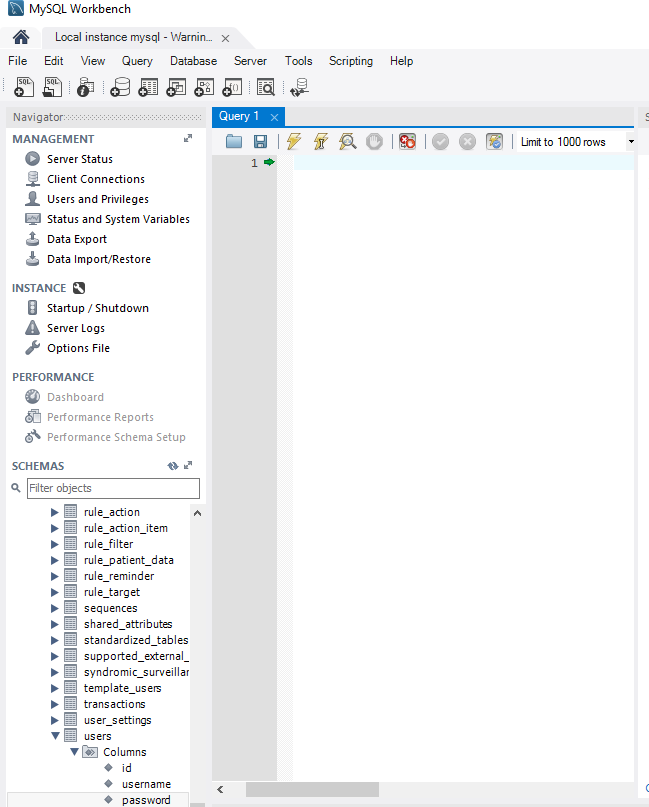 MySQL Workbench
Local instance mysql - Warnin...
File Edit View Query Database Server Tools Scripting Help
SQL SQL
Navigator
Query 1
MANAGEMENT
Server Status
Client Connections
Users and Privileges
Status and System Variables
Data Export
Data Import/Restore
INSTANCE
Startup / Shutdown
Server Logs
Options File
PERFORMANCE
Dashboard
Performance Reports
Performance Schema Setup
SCHEMAS
Filter objects
rule_action
rule_action_item
rule_filter
rule_patient_data
rule_reminder
rule_target
sequences
shared_attributes
standardized_tables
supported_external_
syndromic_surveillar
template_users
transactions
user_settings
users
Columns
id
username
password
Limit to 1000 rows
1